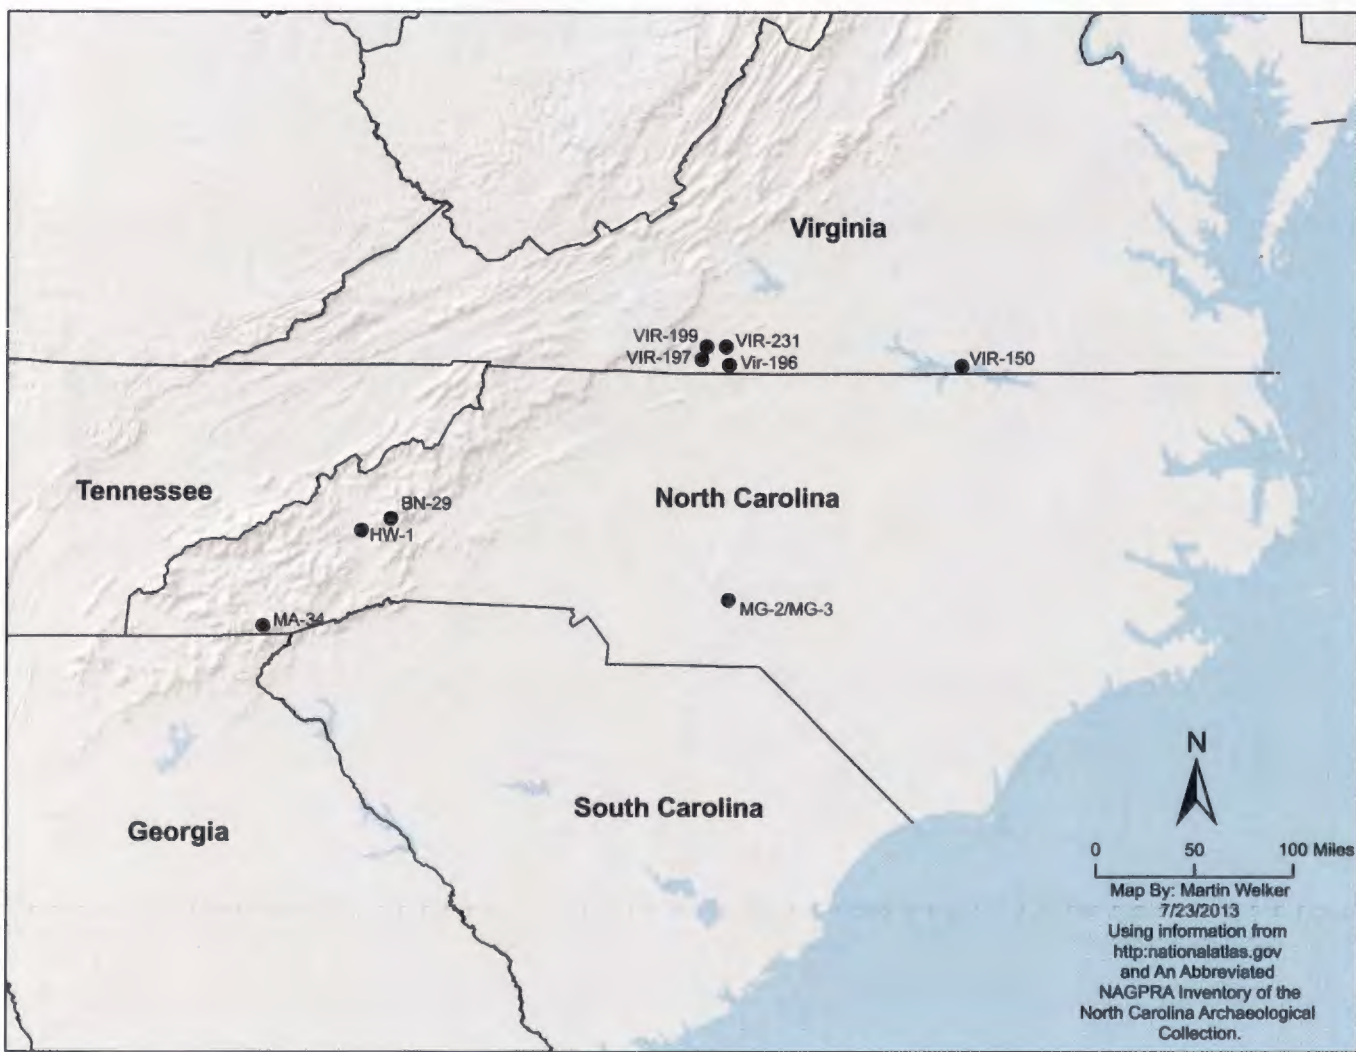 Virginia
VIR-199
VIR-231
VIR-197
Vir-196
VIR-150
Tennessee
BN-29
North Carolina
HW-1
MG-2/MG-3
MA-34
N
South Carolina
Georgia
0 50 100 Miles
Map By: Martin Welker
7/23/2013
Using information from
http:nationalatlas.gov
and An Abbreviated
NAGPRA Inventory of the
North Carolina Archaeological
Collection.